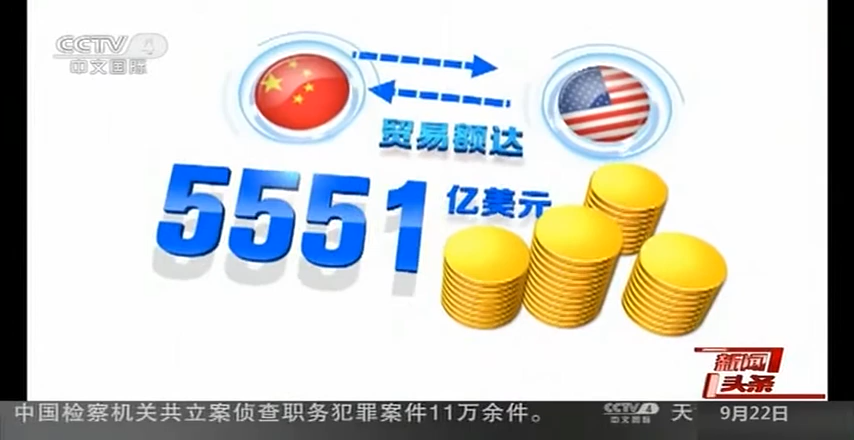 CCTV 4
中文国际
贸易额达
5551 亿美元
新闻
头条
中国检察机关共立案侦查职务犯罪案件11万余件。
CCTV 4
中文国际
天
9月22日